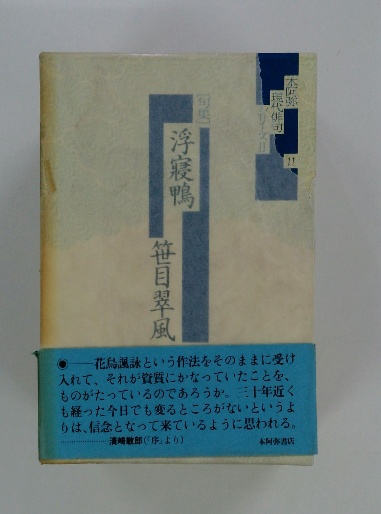 本阿弥
現代俳句
シリーズII
11
句集
浮寝鴨
笹目翠風
◉――花鳥諷詠という作法をそのままに受け
入れて、それが資質にかなっていたことを、
ものがたっているのであろうか。三十年近く
も経った今日でも変るところがないというよ
りは、信念となって来ているように思われる。
………………清崎敏郎(「序」より)
本阿弥書店